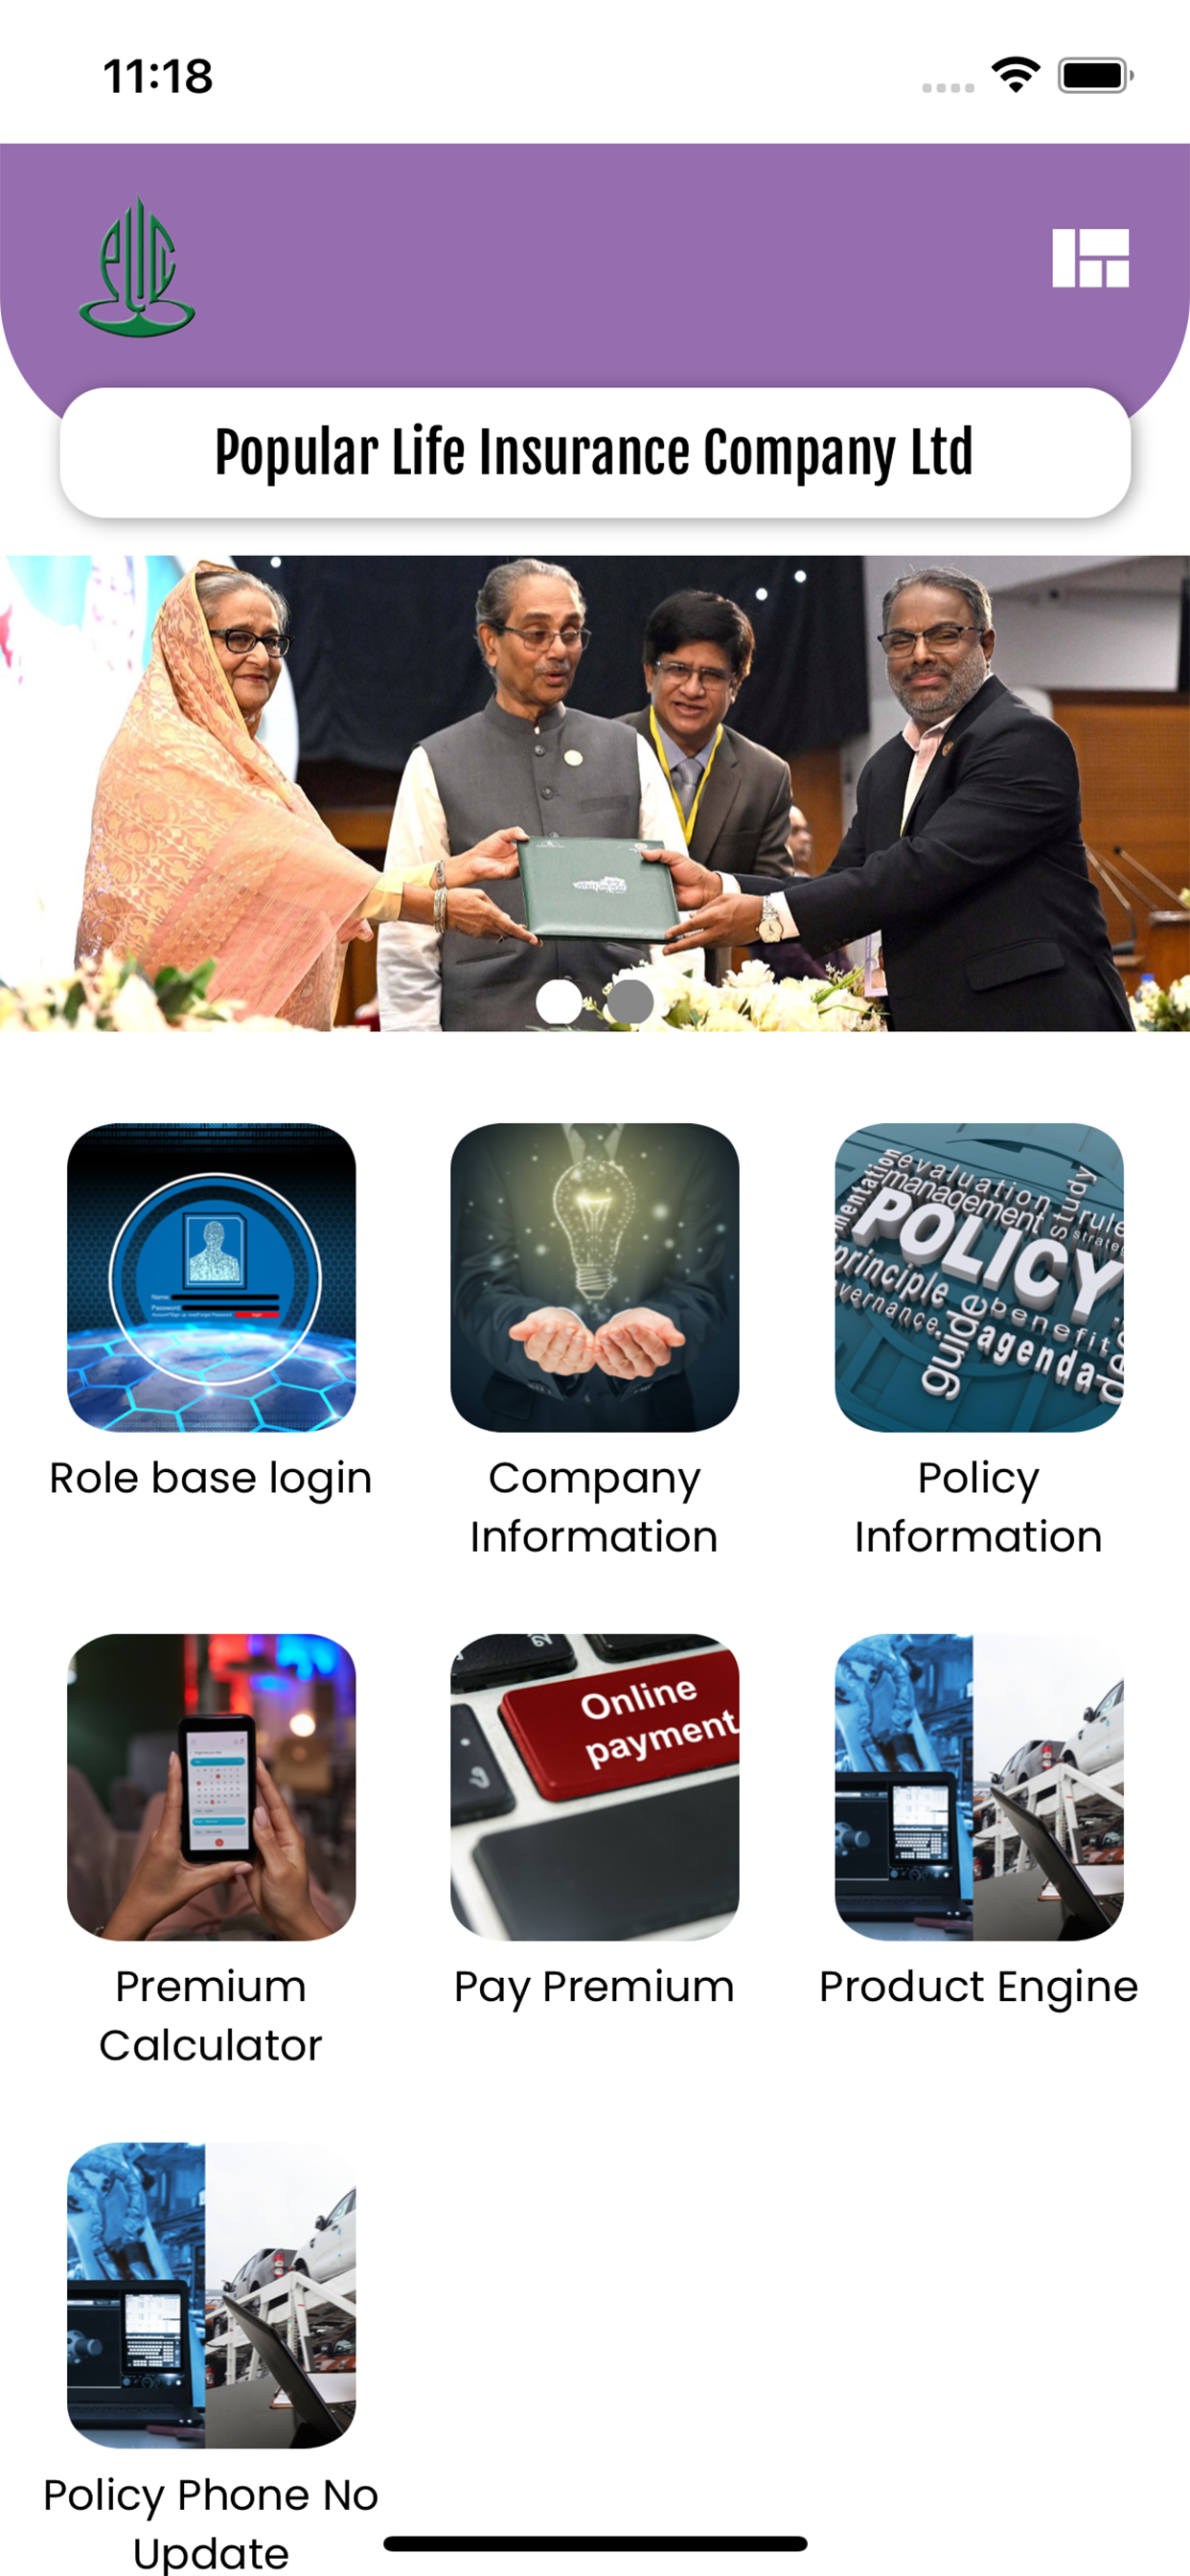 11:18
PLIC
Popular Life Insurance Company Ltd
Name:
Password:
login
Role base login
Company
Information
evaluation
management
study
rule
POLICY
principle
guide
benefit
agenda
Policy
Information
Premium
Calculator
Online
payment
Pay Premium
Product Engine
Policy Phone No
Update